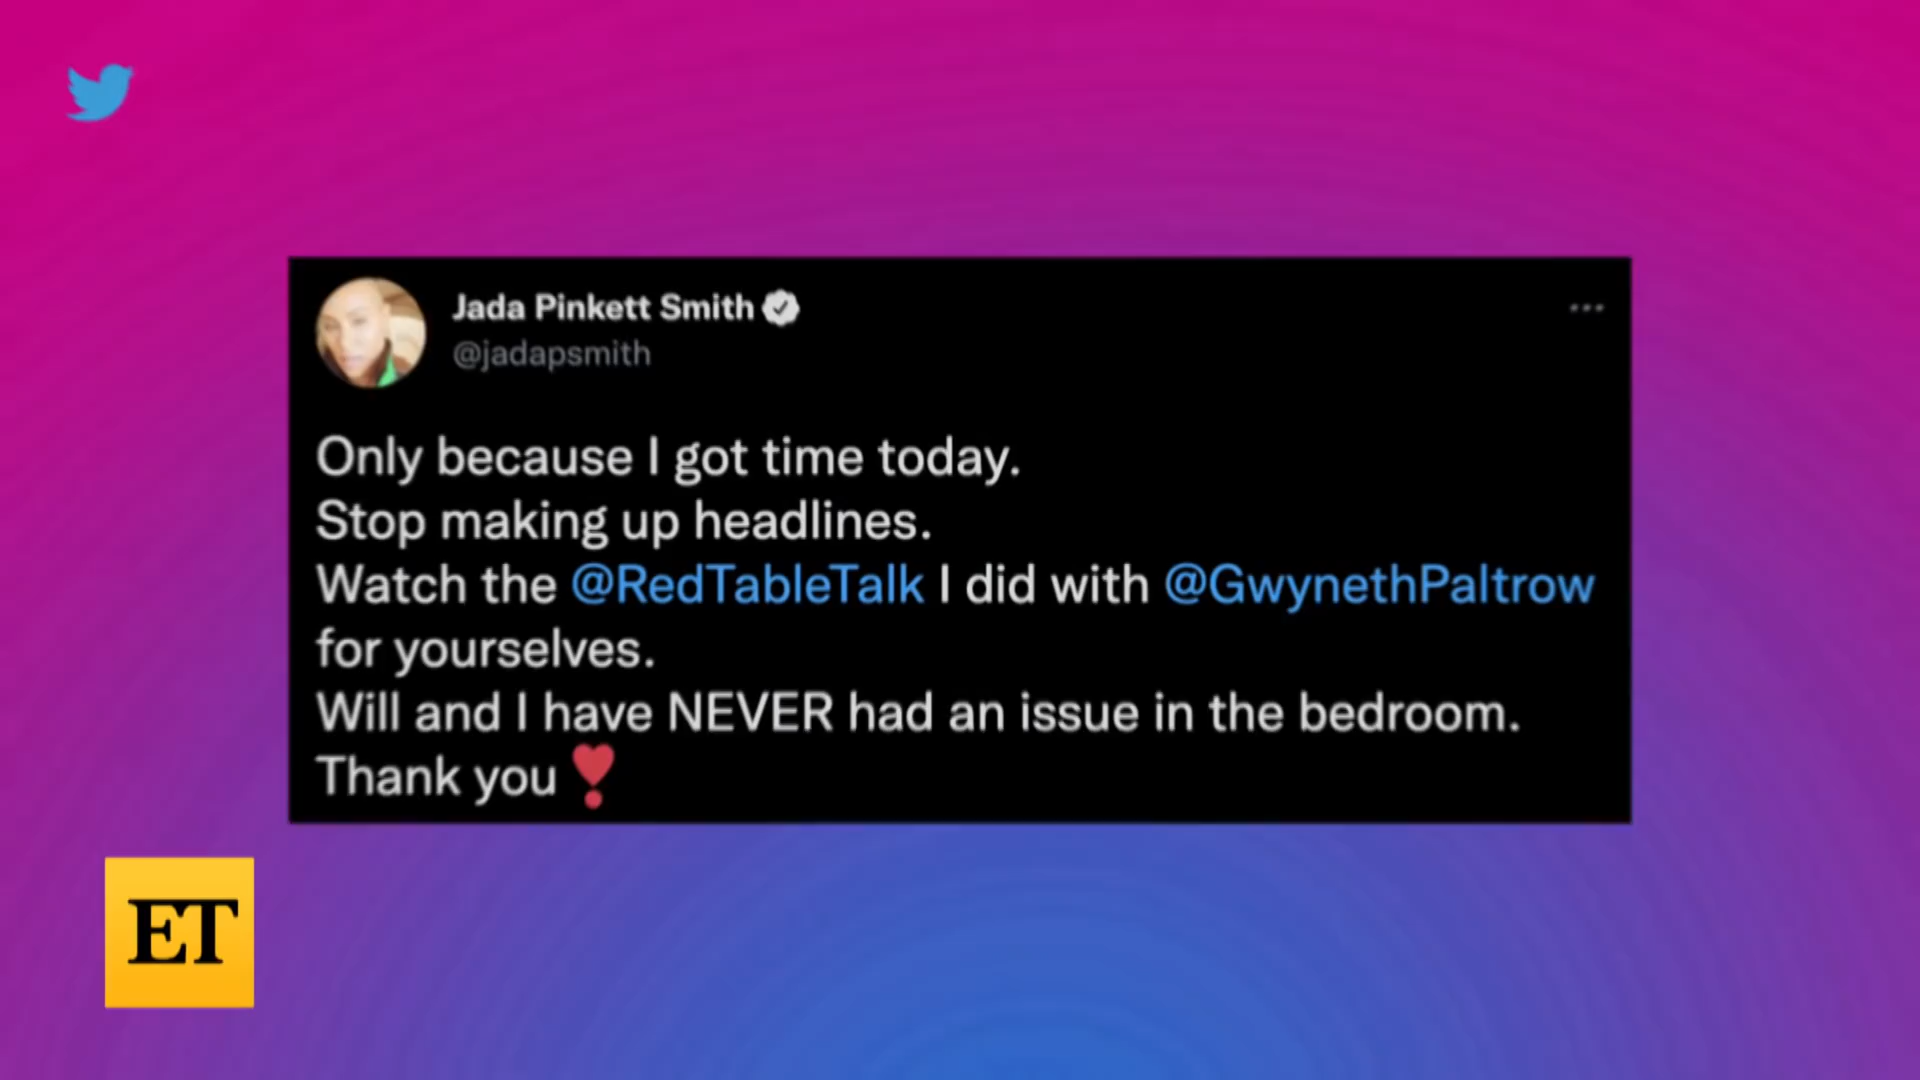 Jada Pinkett Smith
@jadapsmith
Only because I got time today.
Stop making up headlines.
Watch the @RedTableTalk I did with @GwynethPaltrow
for yourselves.
Will and I have NEVER had an issue in the bedroom.
Thank you ❣️
ET